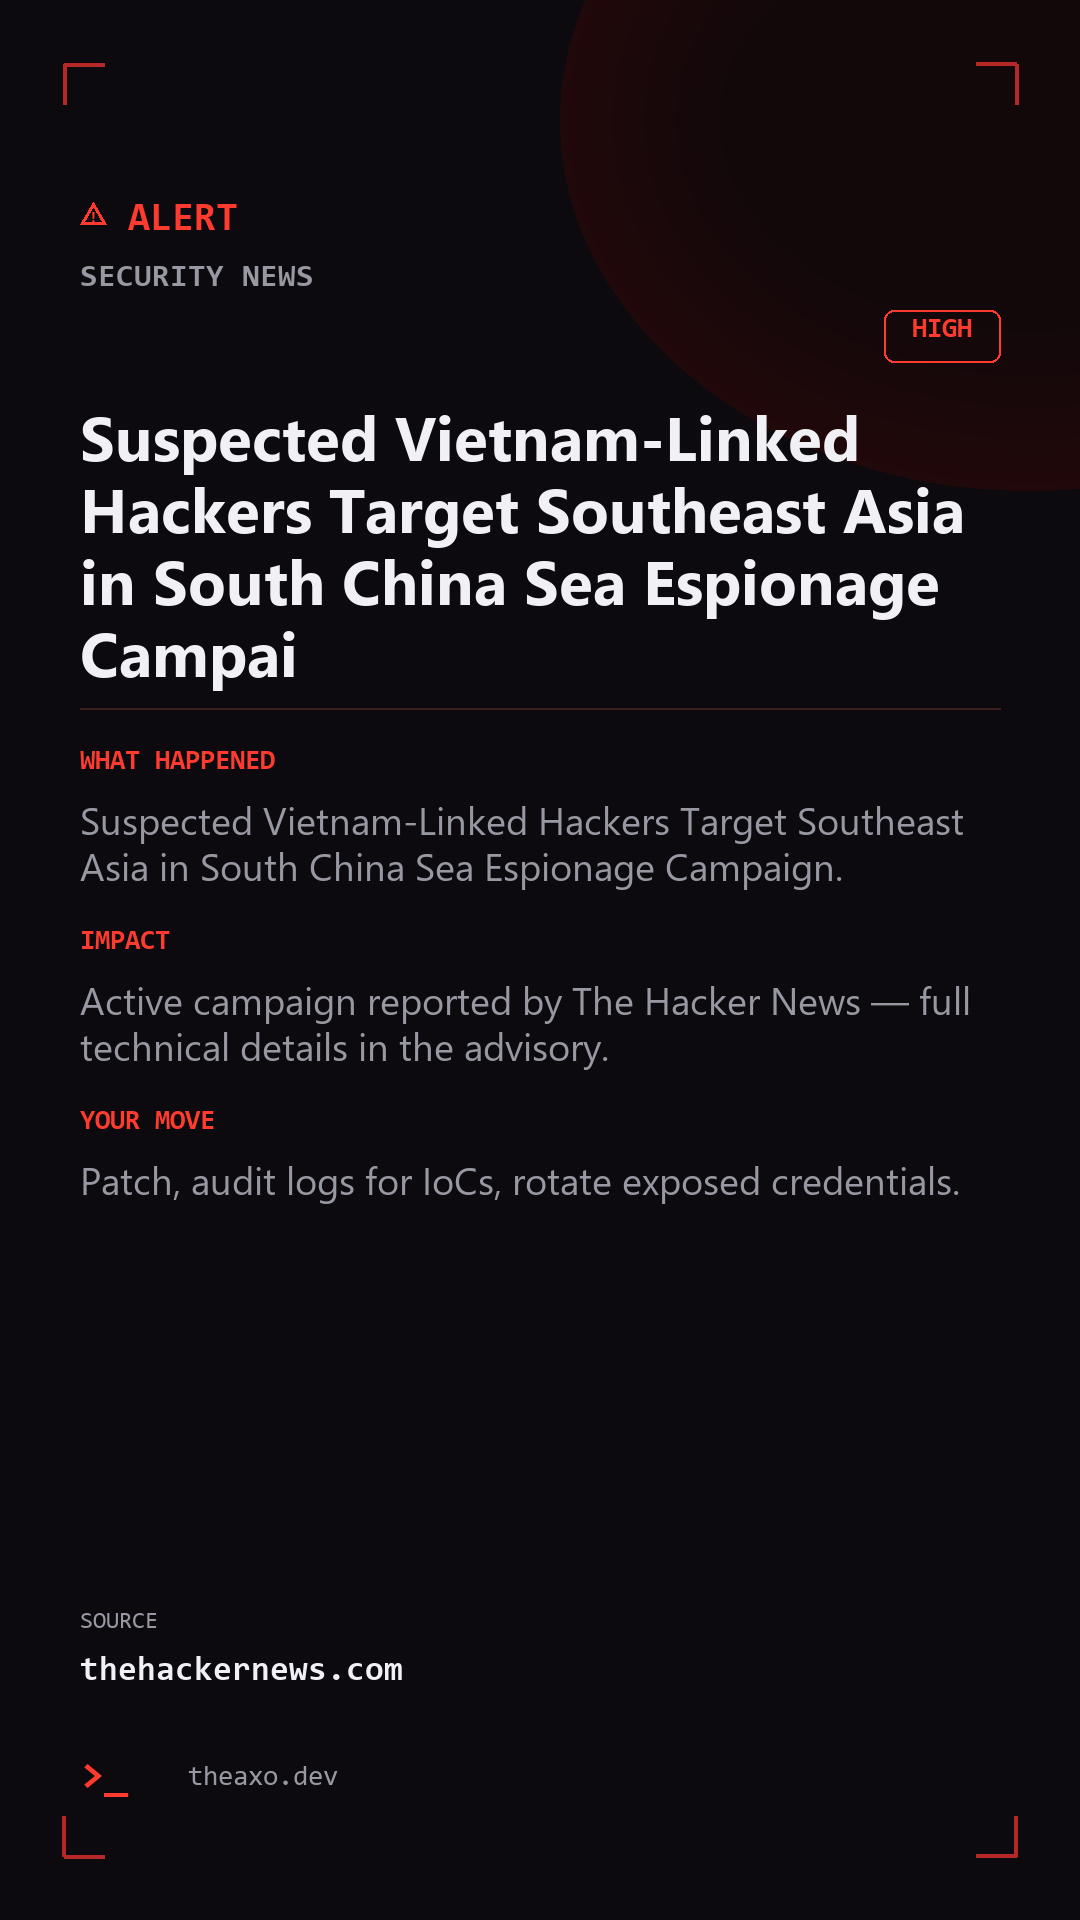 ⚠ ALERT
SECURITY NEWS
HIGH
Suspected Vietnam-Linked
Hackers Target Southeast Asia
in South China Sea Espionage
Campai
WHAT HAPPENED
Suspected Vietnam-Linked Hackers Target Southeast
Asia in South China Sea Espionage Campaign.
IMPACT
Active campaign reported by The Hacker News — full
technical details in the advisory.
YOUR MOVE
Patch, audit logs for IoCs, rotate exposed credentials.
SOURCE
thehackernews.com
>_ theaxo.dev